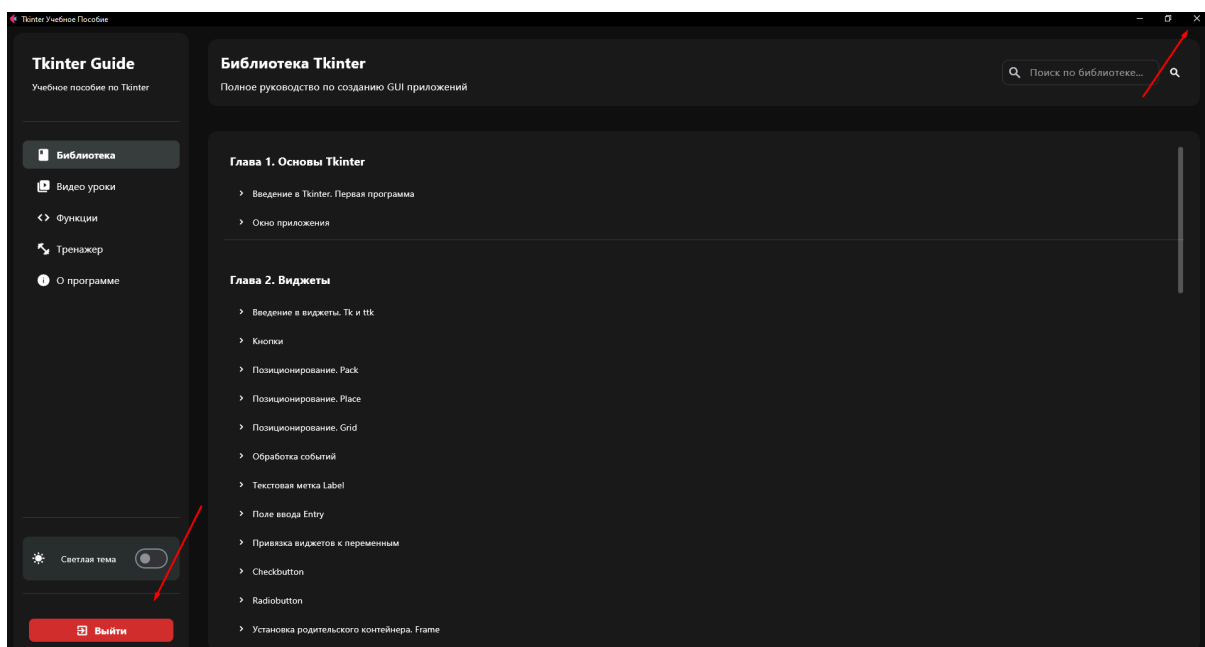 Tkinter Учебное Пособие
Tkinter Guide
Учебное пособие по Tkinter
Библиотека
Видео уроки
Функции
Тренажер
О программе
Светлая тема
Выйти
Библиотека Tkinter
Полное руководство по созданию GUI приложений
Поиск по библиотеке...
Глава 1. Основы Tkinter
Введение в Tkinter. Первая программа
Окно приложения
Глава 2. Виджеты
Введение в виджеты. Tk и ttk
Кнопки
Позиционирование. Pack
Позиционирование. Place
Позиционирование. Grid
Обработка событий
Текстовая метка Label
Поле ввода Entry
Привязка виджетов к переменным
Checkbutton
Radiobutton
Установка родительского контейнера. Frame